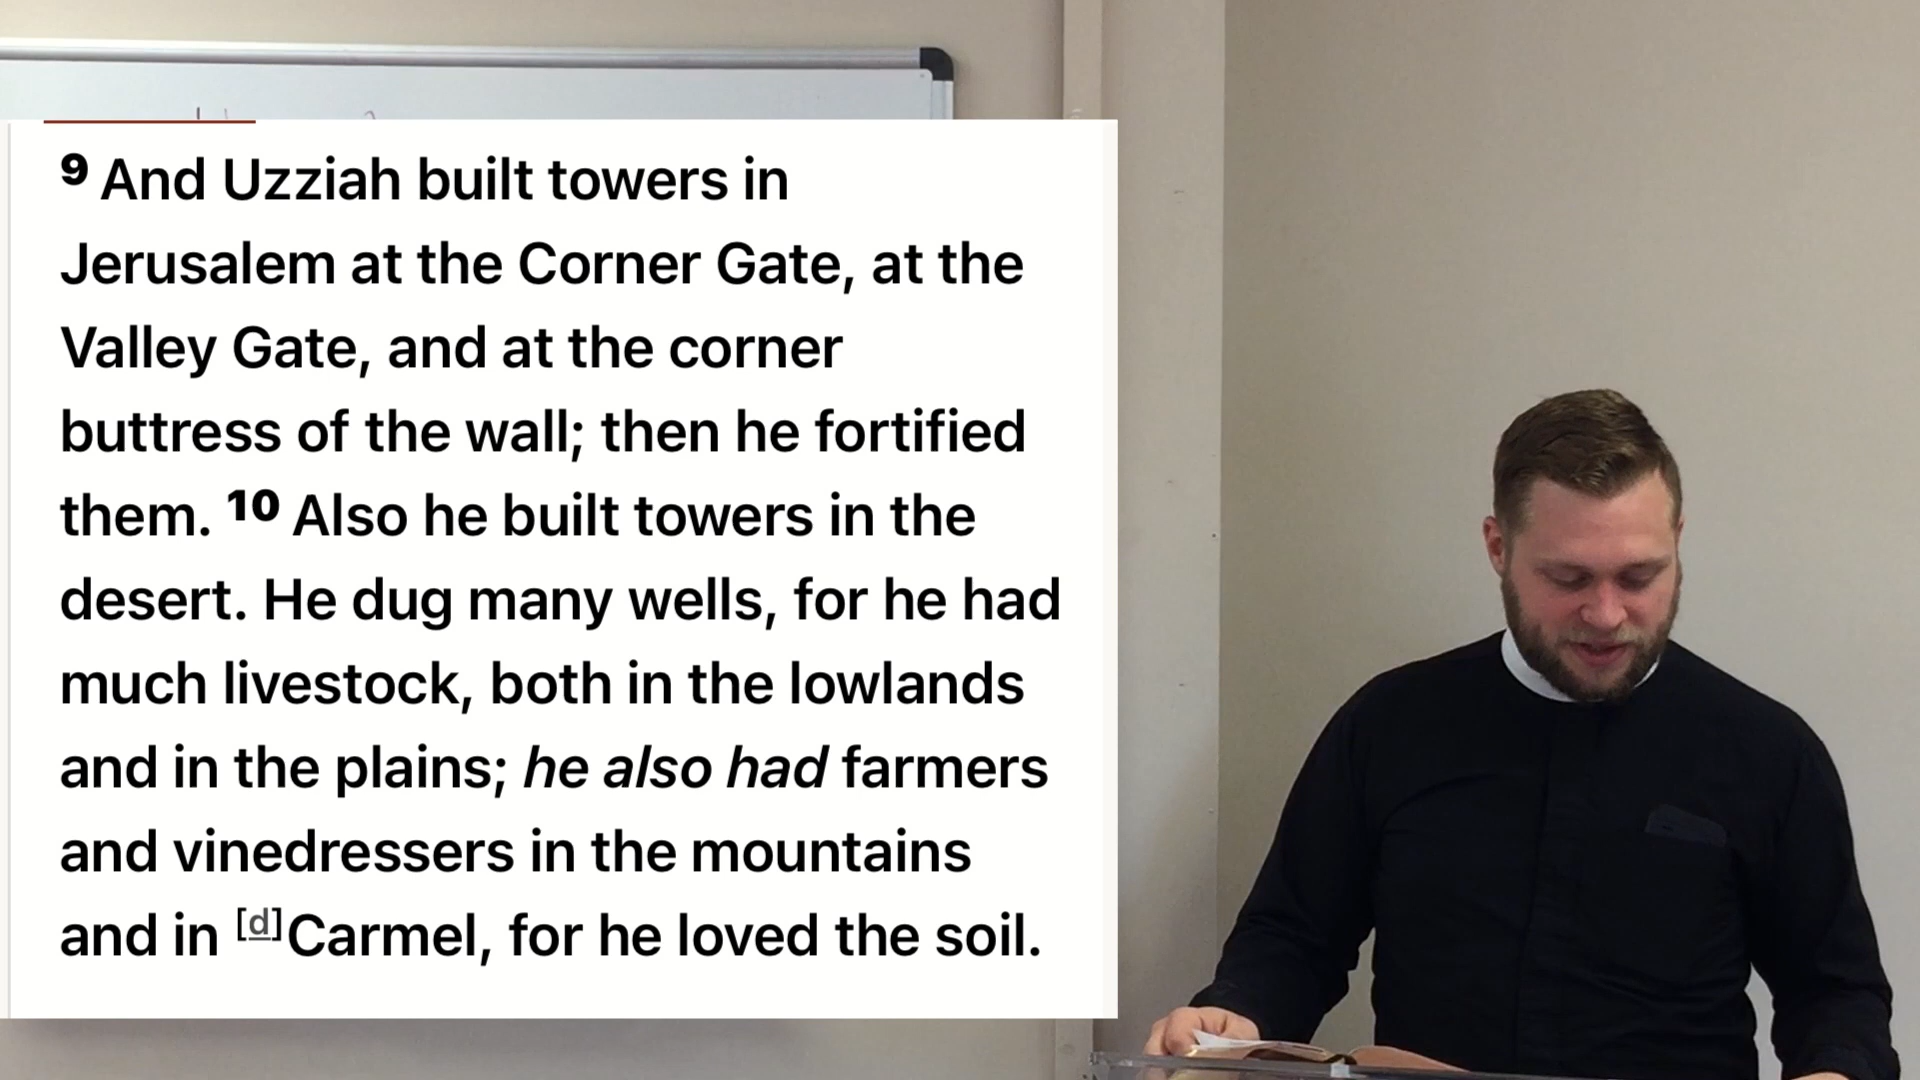 9 And Uzziah built towers in
Jerusalem at the Corner Gate, at the
Valley Gate, and at the corner
buttress of the wall; then he fortified
them. 10 Also he built towers in the
desert. He dug many wells, for he had
much livestock, both in the lowlands
and in the plains; he also had farmers
and vinedressers in the mountains
and in [d]Carmel, for he loved the soil.